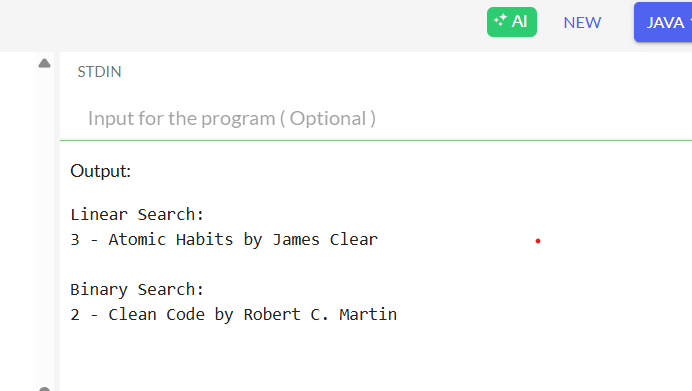 AI
NEW
JAVA
STDIN
Input for the program ( Optional )
Output:
Linear Search:
3 - Atomic Habits by James Clear
Binary Search:
2 - Clean Code by Robert C. Martin